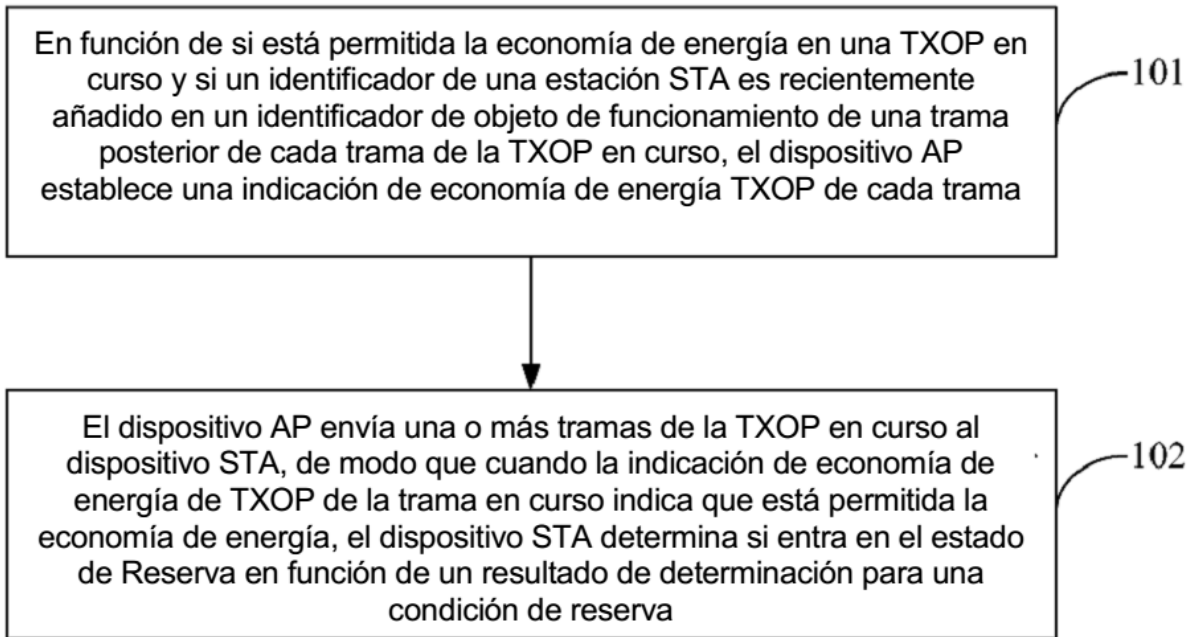 En función de si está permitida la economía de energía en una TXOP en
curso y si un identificador de una estación STA es recientemente
añadido en un identificador de objeto de funcionamiento de una trama
posterior de cada trama de la TXOP en curso, el dispositivo AP
establece una indicación de economía de energía TXOP de cada trama
101
El dispositivo AP envía una o más tramas de la TXOP en curso al
dispositivo STA, de modo que cuando la indicación de economía de
energía de TXOP de la trama en curso indica que está permitida la
economía de energía, el dispositivo STA determina si entra en el estado
de Reserva en función de un resultado de determinación para una
condición de reserva
102